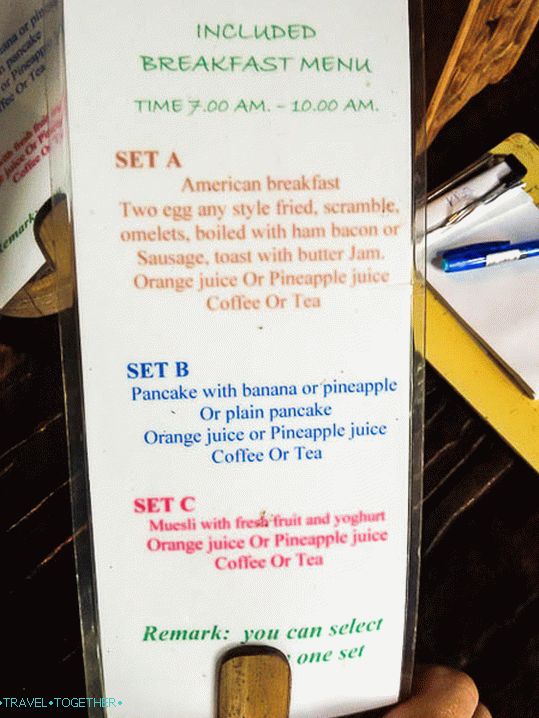 INCLUDED
BREAKFAST MENU
TIME 7.00 AM. - 10.00 AM.
SET A
American breakfast
Two egg any style fried, scramble,
omelets, boiled with ham bacon or
Sausage, toast with butter Jam.
Orange juice Or Pineapple juice
Coffee Or Tea
SET B
Pancake with banana or pineapple
Or plain pancake
Orange juice or Pineapple juice
Coffee Or Tea
SET C
Muesli with fresh fruit and yoghurt
Orange juice Or Pineapple juice
Coffee Or Tea
Remark: you can select
one set
•TRAVEL•TOGETHER•